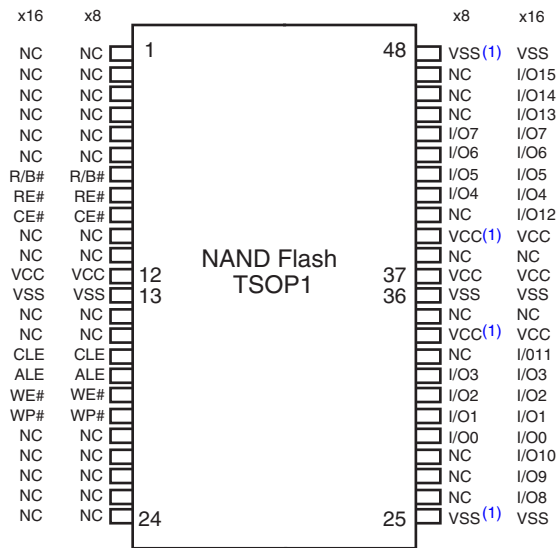 x16 x8 x8 x16
NC NC 1 48 VSS(1) VSS
NC NC NC I/O15
NC NC NC I/O14
NC NC NC I/O13
NC NC I/O7 I/O7
NC NC I/O6 I/O6
R/B# R/B# I/O5 I/O5
RE# RE# I/O4 I/O4
CE# CE# NC I/O12
NC NC VCC(1) VCC
NC NC NC NC
VCC VCC 12 NAND Flash 37 VCC VCC
VSS VSS 13 TSOP1 36 VSS VSS
NC NC NC NC
NC NC VCC(1) VCC
CLE CLE NC I/011
ALE ALE I/O3 I/O3
WE# WE# I/O2 I/O2
WP# WP# I/O1 I/O1
NC NC I/O0 I/O0
NC NC NC I/O10
NC NC NC I/O9
NC NC NC I/O8
NC NC 24 25 VSS(1) VSS